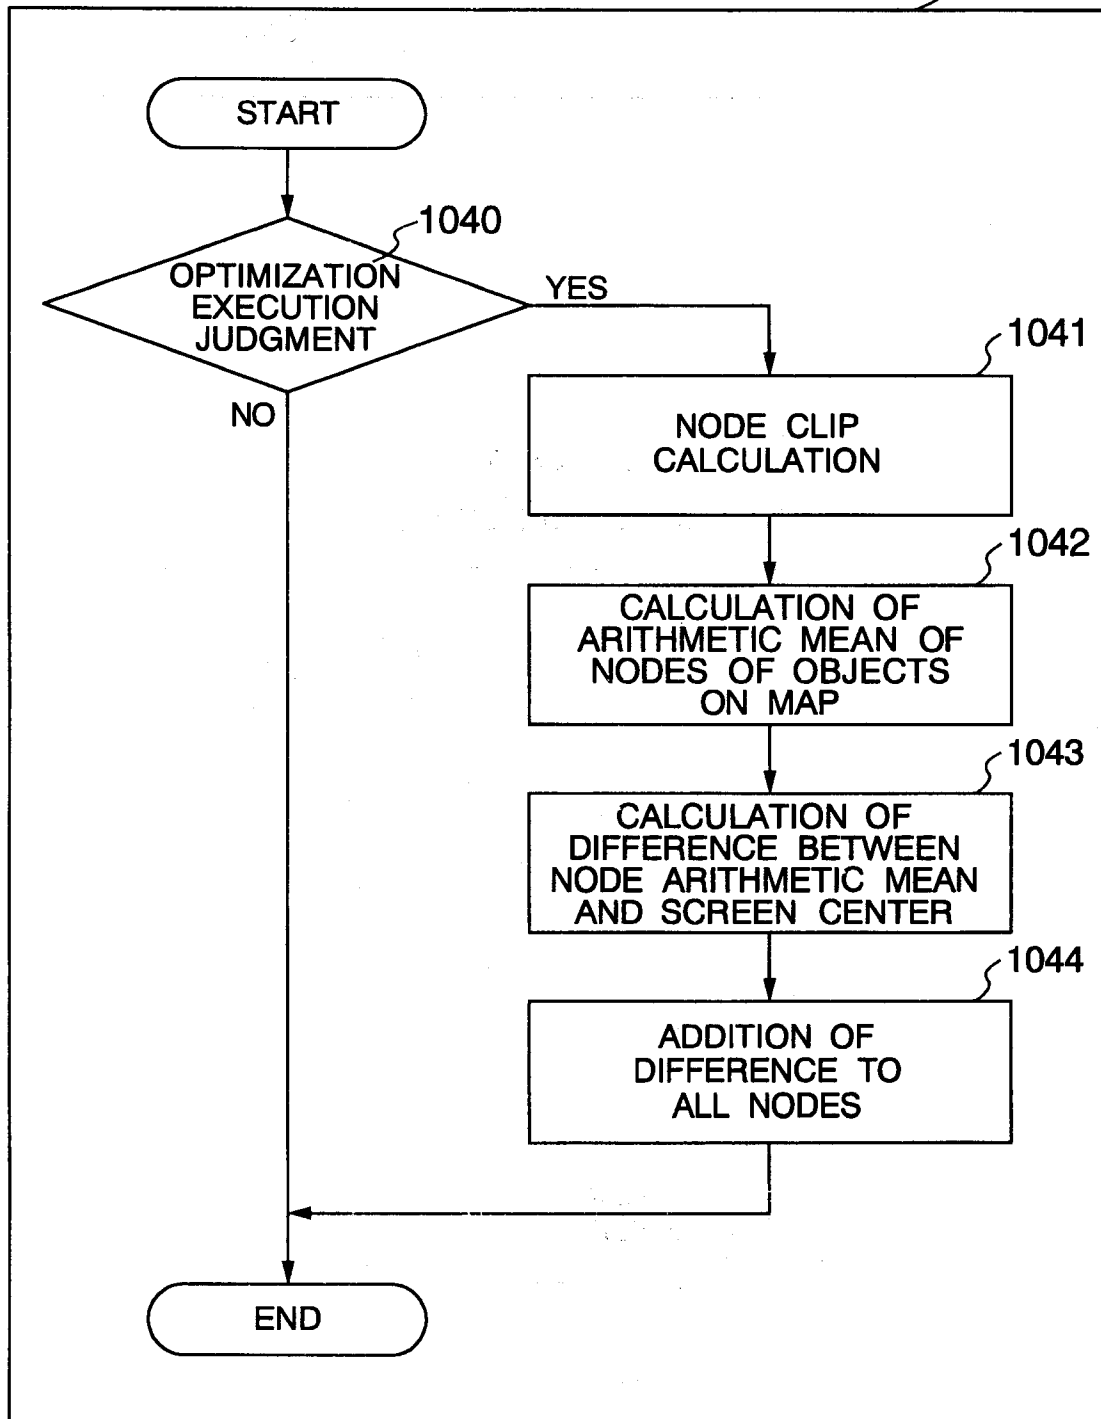 START
1040
OPTIMIZATION
EXECUTION
JUDGMENT
YES
NO
1041
NODE CLIP
CALCULATION
1042
CALCULATION OF
ARITHMETIC MEAN OF
NODES OF OBJECTS
ON MAP
1043
CALCULATION OF
DIFFERENCE BETWEEN
NODE ARITHMETIC MEAN
AND SCREEN CENTER
1044
ADDITION OF
DIFFERENCE TO
ALL NODES
END